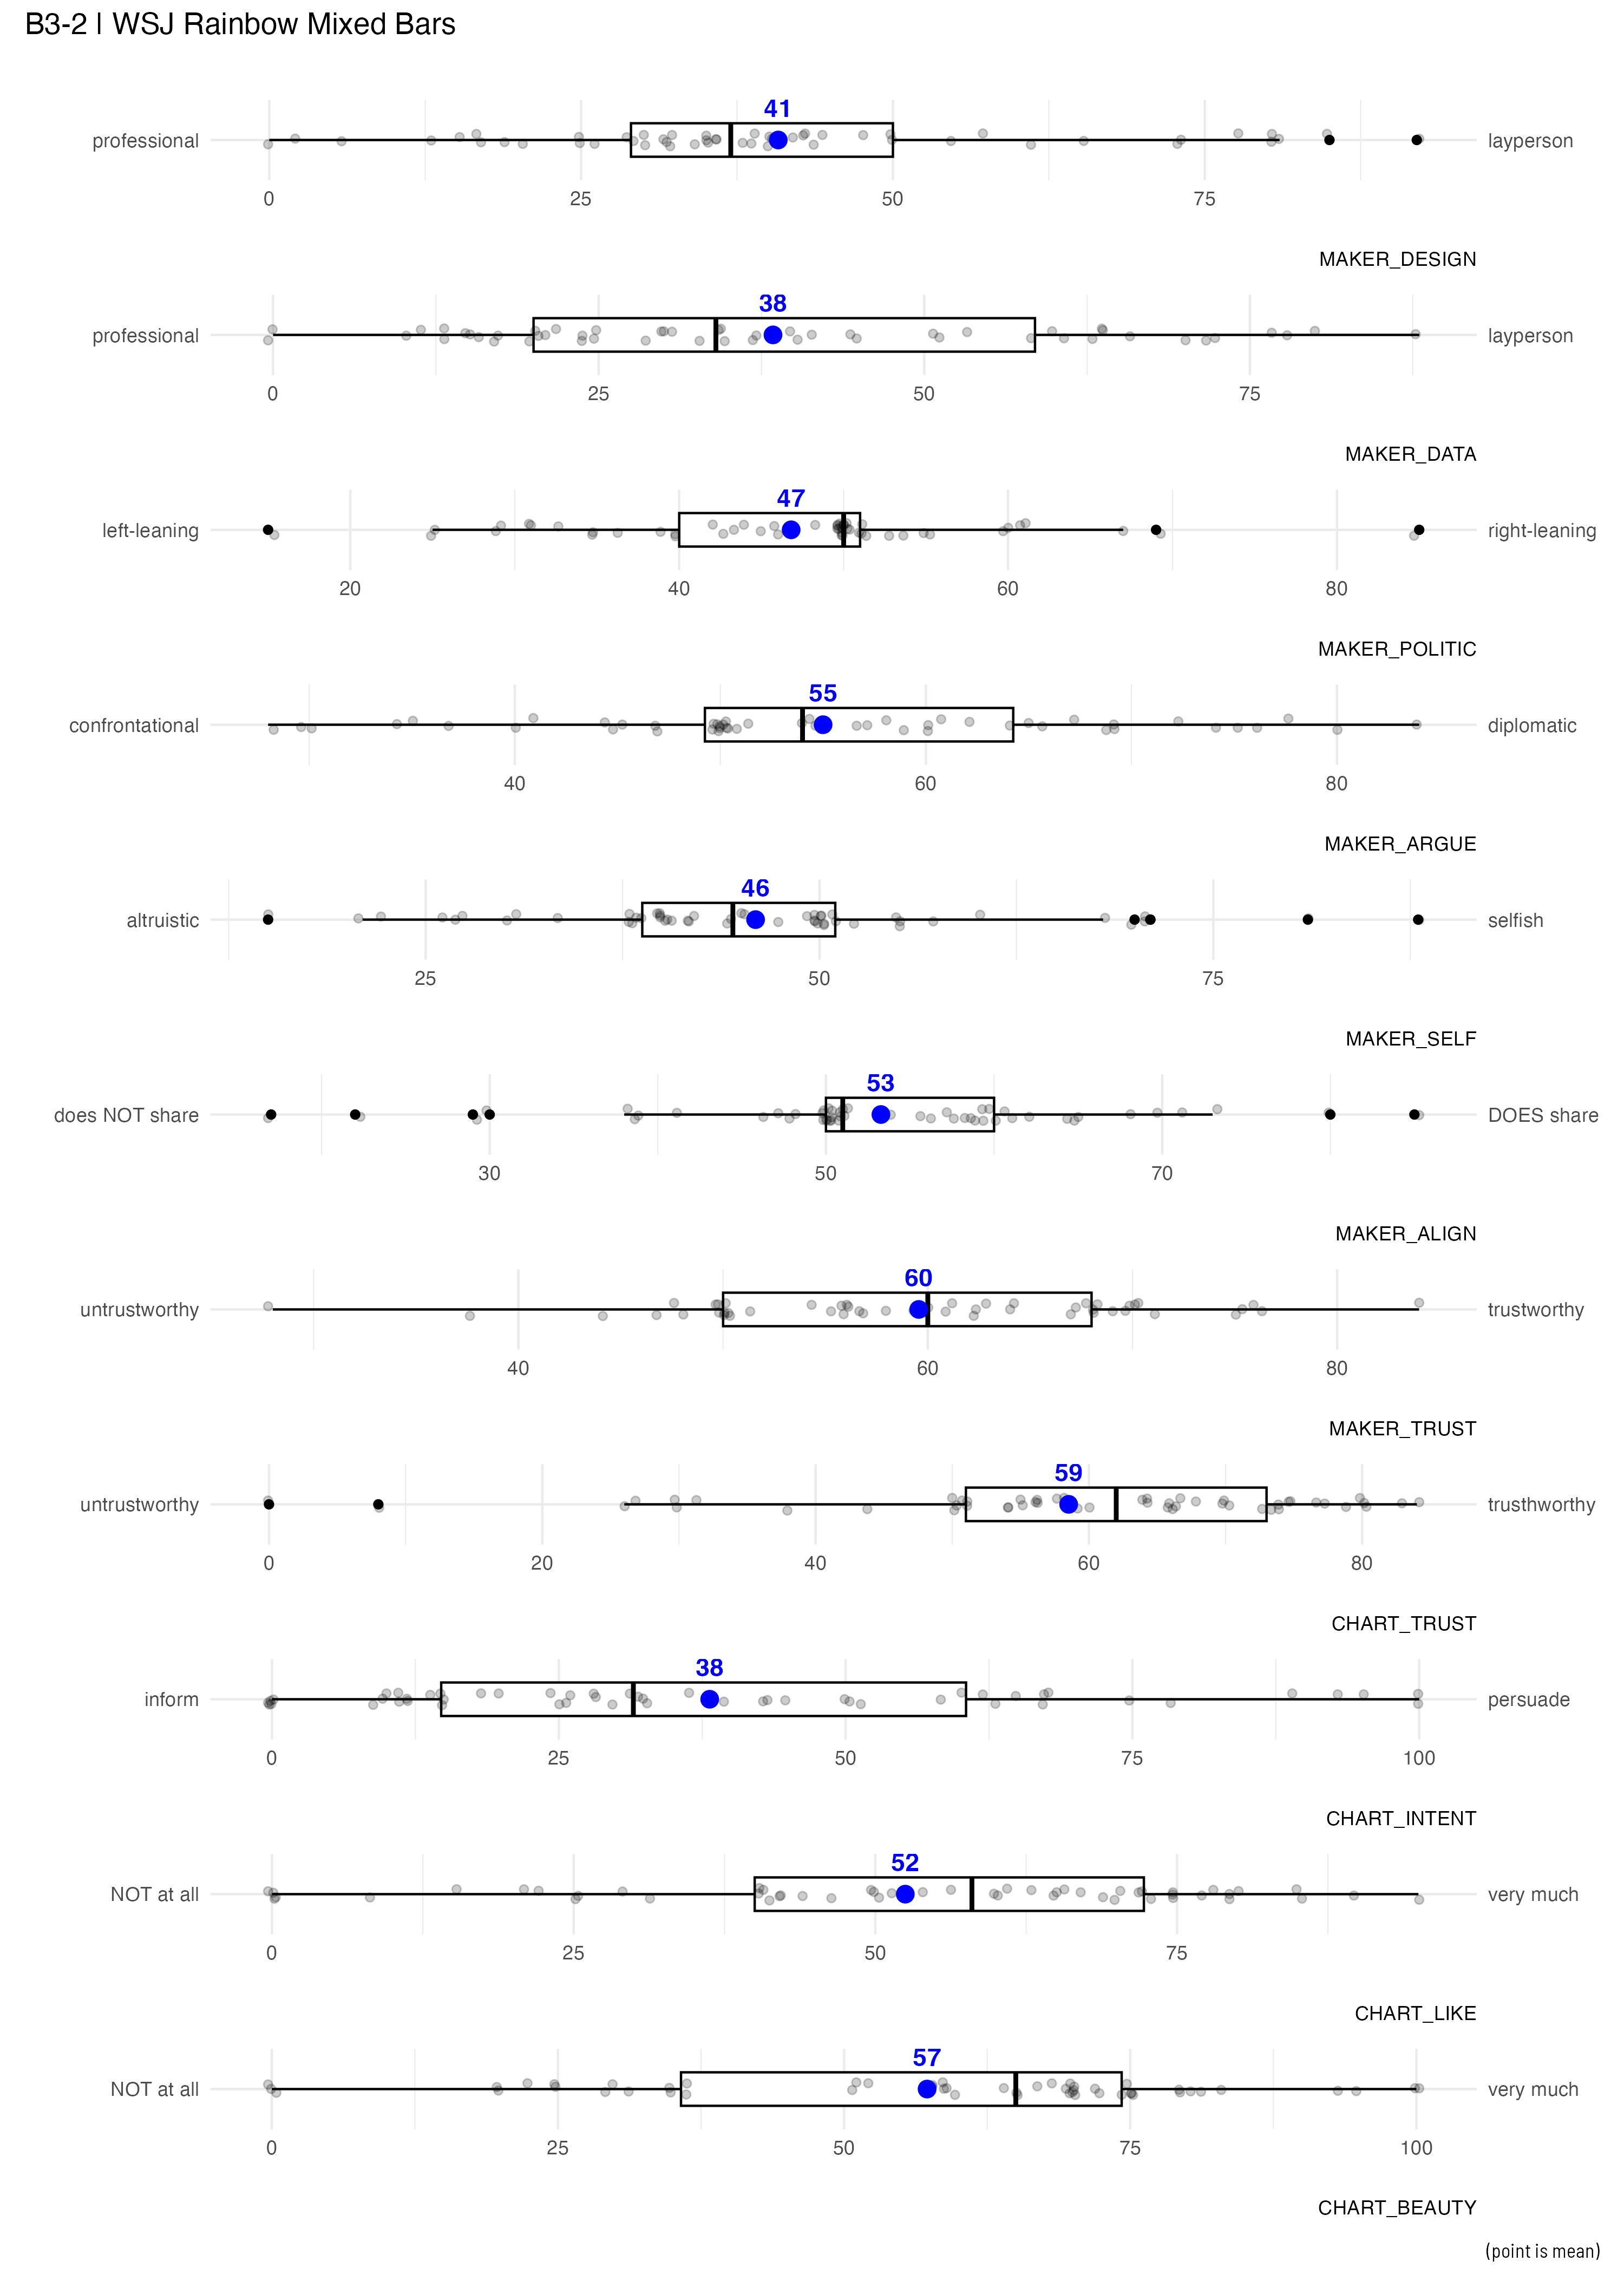 B3-2 | WSJ Rainbow Mixed Bars
41
professional layperson
0 25 50 75
MAKER_DESIGN
38
professional layperson
0 25 50 75
MAKER_DATA
47
left-leaning right-leaning
20 40 60 80
MAKER_POLITIC
55
confrontational diplomatic
40 60 80
MAKER_ARGUE
46
altruistic selfish
25 50 75
MAKER_SELF
53
does NOT share DOES share
30 50 70
MAKER_ALIGN
60
untrustworthy trustworthy
40 60 80
MAKER_TRUST
59
untrustworthy trusthworthy
0 20 40 60 80
CHART_TRUST
38
inform persuade
0 25 50 75 100
CHART_INTENT
52
NOT at all very much
0 25 50 75
CHART_LIKE
57
NOT at all very much
0 25 50 75 100
CHART_BEAUTY
(point is mean)